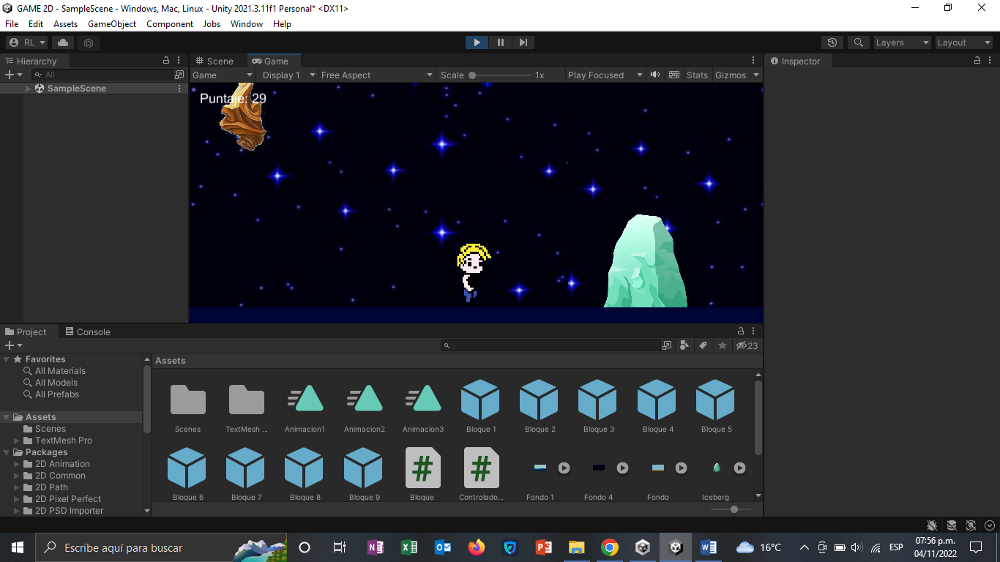 GAME 2D - SampleScene - Windows, Mac, Linux - Unity 2021.3.11f1 Personal* <DX11>
File Edit Assets GameObject Component Jobs Window Help
RL Layers Layout
Hierarchy
All
SampleScene
Scene Game
Game Display 1 Free Aspect Scale 1x Play Focused Stats Gizmos
Puntaje: 29
Inspector
Project Console
23
Favorites
All Materials
All Models
All Prefabs
Assets
Scenes
TextMesh Pro
Packages
2D Animation
2D Common
2D Path
2D Pixel Perfect
2D PSD Importer
Assets
Scenes TextMesh ... Animacion1 Animacion2 Animacion3 Bloque 1 Bloque 2 Bloque 3 Bloque 4 Bloque 5
Bloque 6 Bloque 7 Bloque 8 Bloque 9 Bloque Controlado... Fondo 1 Fondo 4 Fondo Iceberg
Escribe aquí para buscar
16°C
ESP
07:56 p.m.
04/11/2022